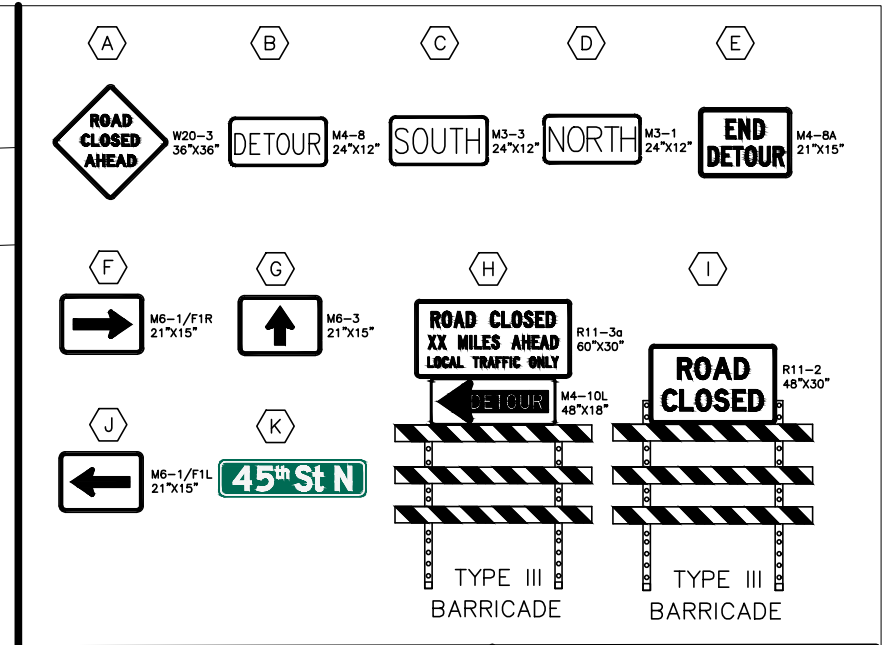 A
B
C
D
E
ROAD
CLOSED
AHEAD
W20-3
36"X36"
DETOUR
M4-8
24"X12"
SOUTH
M3-3
24"X12"
NORTH
M3-1
24"X12"
END
DETOUR
M4-8A
21"X15"
F
G
H
I
M6-1/F1R
21"X15"
M6-3
21"X15"
ROAD CLOSED
XX MILES AHEAD
LOCAL TRAFFIC ONLY
R11-3a
60"X30"
DETOUR
M4-10L
48"X18"
ROAD
CLOSED
R11-2
48"X30"
J
K
M6-1/F1L
21"X15"
45th St N
TYPE III
BARRICADE
TYPE III
BARRICADE